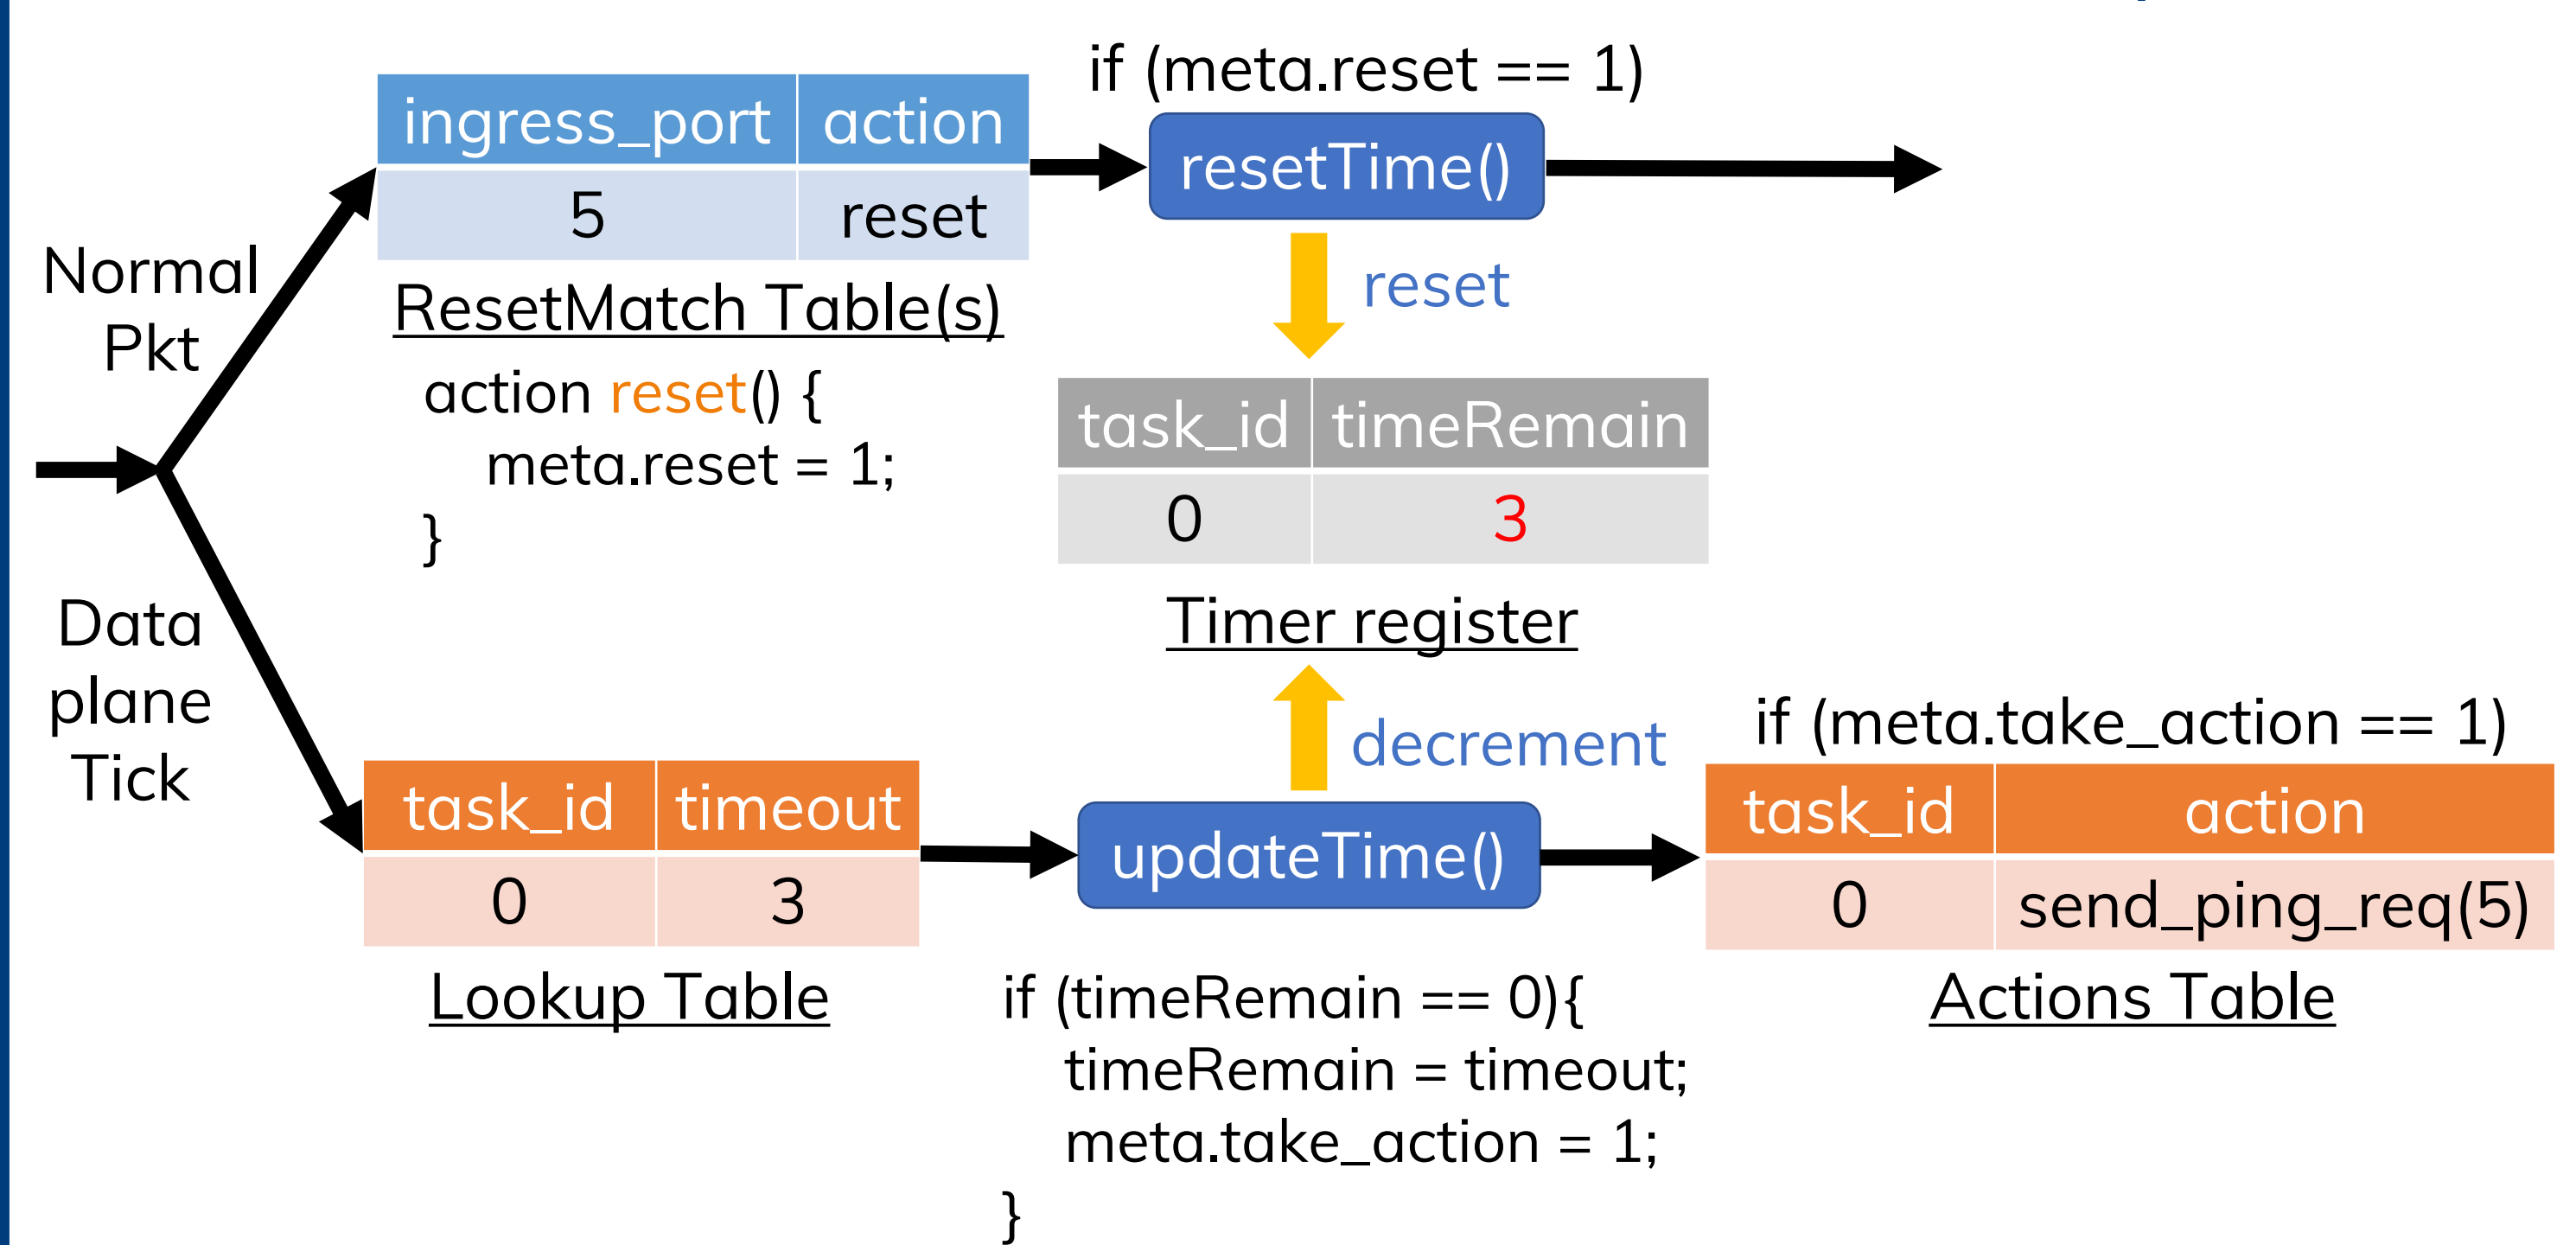 if (meta.reset == 1)
ingress_port action
5 reset
ResetMatch Table(s)
action reset() {
meta.reset = 1;
}
resetTime()
reset
Normal
Pkt
task_id timeRemain
0 3
Timer register
Data
plane
Tick
decrement
task_id timeout
0 3
Lookup Table
updateTime()
if (timeRemain == 0){
timeRemain = timeout;
meta.take_action = 1;
}
if (meta.take_action == 1)
task_id action
0 send_ping_req(5)
Actions Table